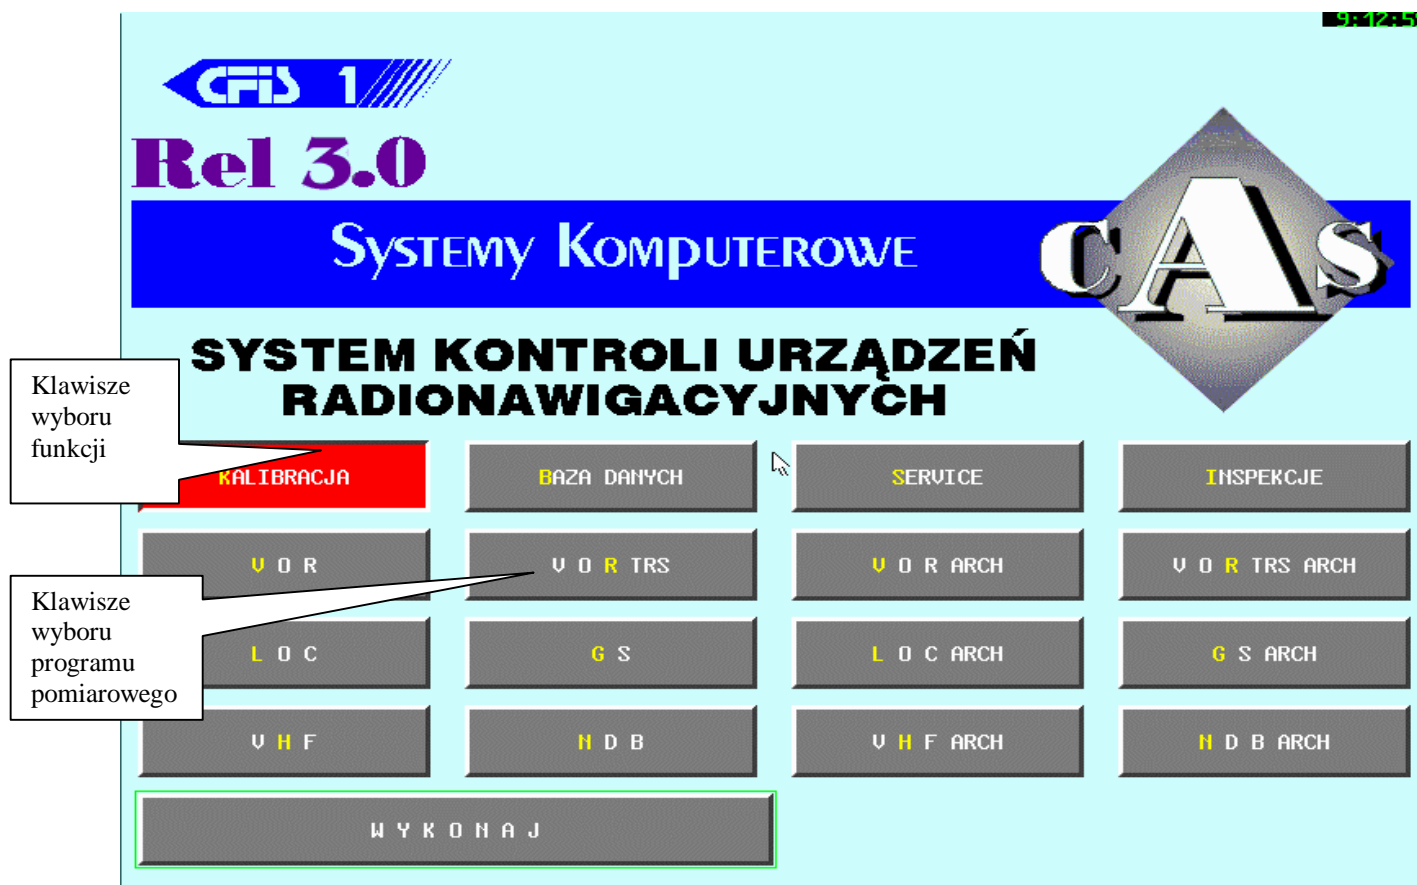 9:12:5
CFIS 1
Rel 3.0
Systemy Komputerowe
CAS
SYSTEM KONTROLI URZĄDZEŃ
RADIONAWIGACYJNYCH
Klawisze
wyboru
funkcji
KALIBRACJA
BAZA DANYCH
SERVICE
INSPEKCJE
V O R
V O R TRS
V O R ARCH
V O R TRS ARCH
Klawisze
wyboru
programu
pomiarowego
L O C
G S
L O C ARCH
G S ARCH
V H F
N D B
V H F ARCH
N D B ARCH
W Y K O N A J